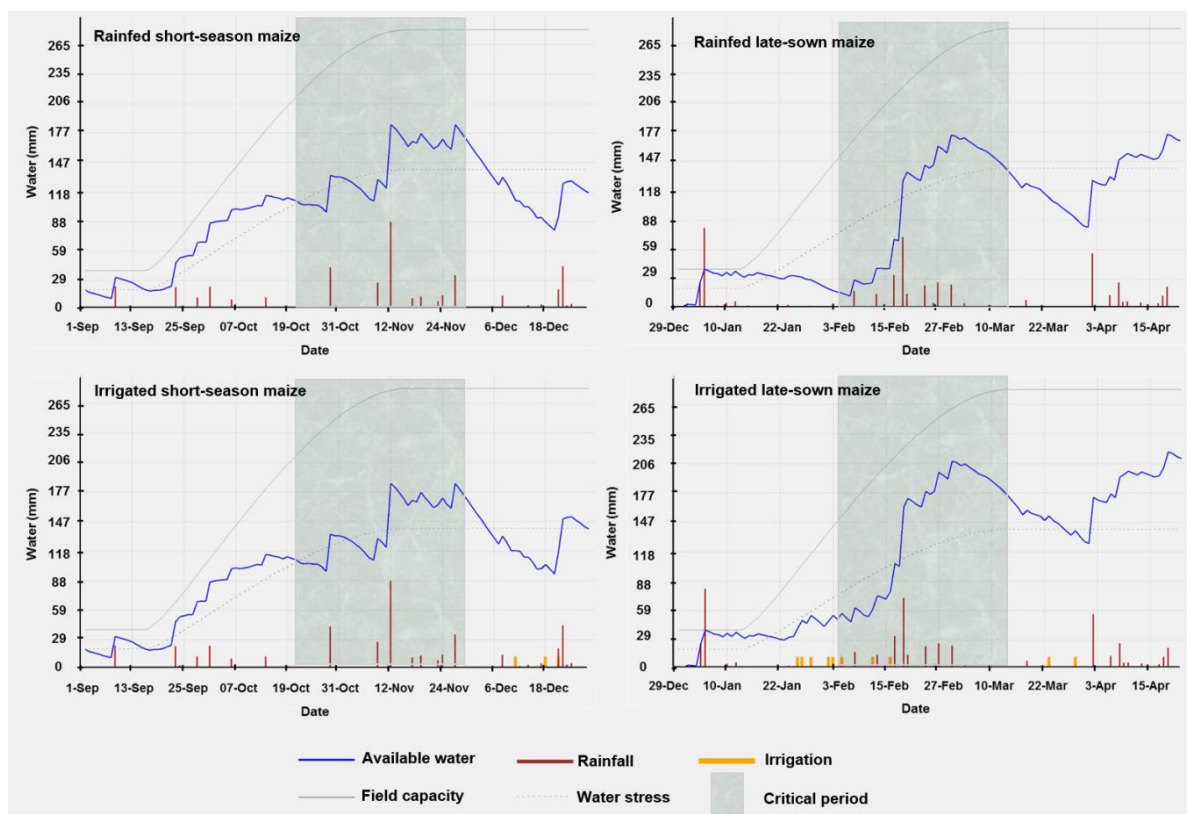 Rainfed short-season maize
Water (mm)
265
235
206
177
147
118
88
59
29
0
1-Sep 13-Sep 25-Sep 07-Oct 19-Oct 31-Oct 12-Nov 24-Nov 6-Dec 18-Dec
Date
Rainfed late-sown maize
Water (mm)
265
235
206
177
147
118
88
59
29
0
29-Dec 10-Jan 22-Jan 3-Feb 15-Feb 27-Feb 10-Mar 22-Mar 3-Apr 15-Apr
Date
Irrigated short-season maize
Water (mm)
265
235
206
177
147
118
88
59
29
0
1-Sep 13-Sep 25-Sep 07-Oct 19-Oct 31-Oct 12-Nov 24-Nov 6-Dec 18-Dec
Date
Irrigated late-sown maize
Water (mm)
265
235
206
177
147
118
88
59
29
0
29-Dec 10-Jan 22-Jan 3-Feb 15-Feb 27-Feb 10-Mar 22-Mar 3-Apr 15-Apr
Date
Available water Rainfall Irrigation
Field capacity Water stress Critical period